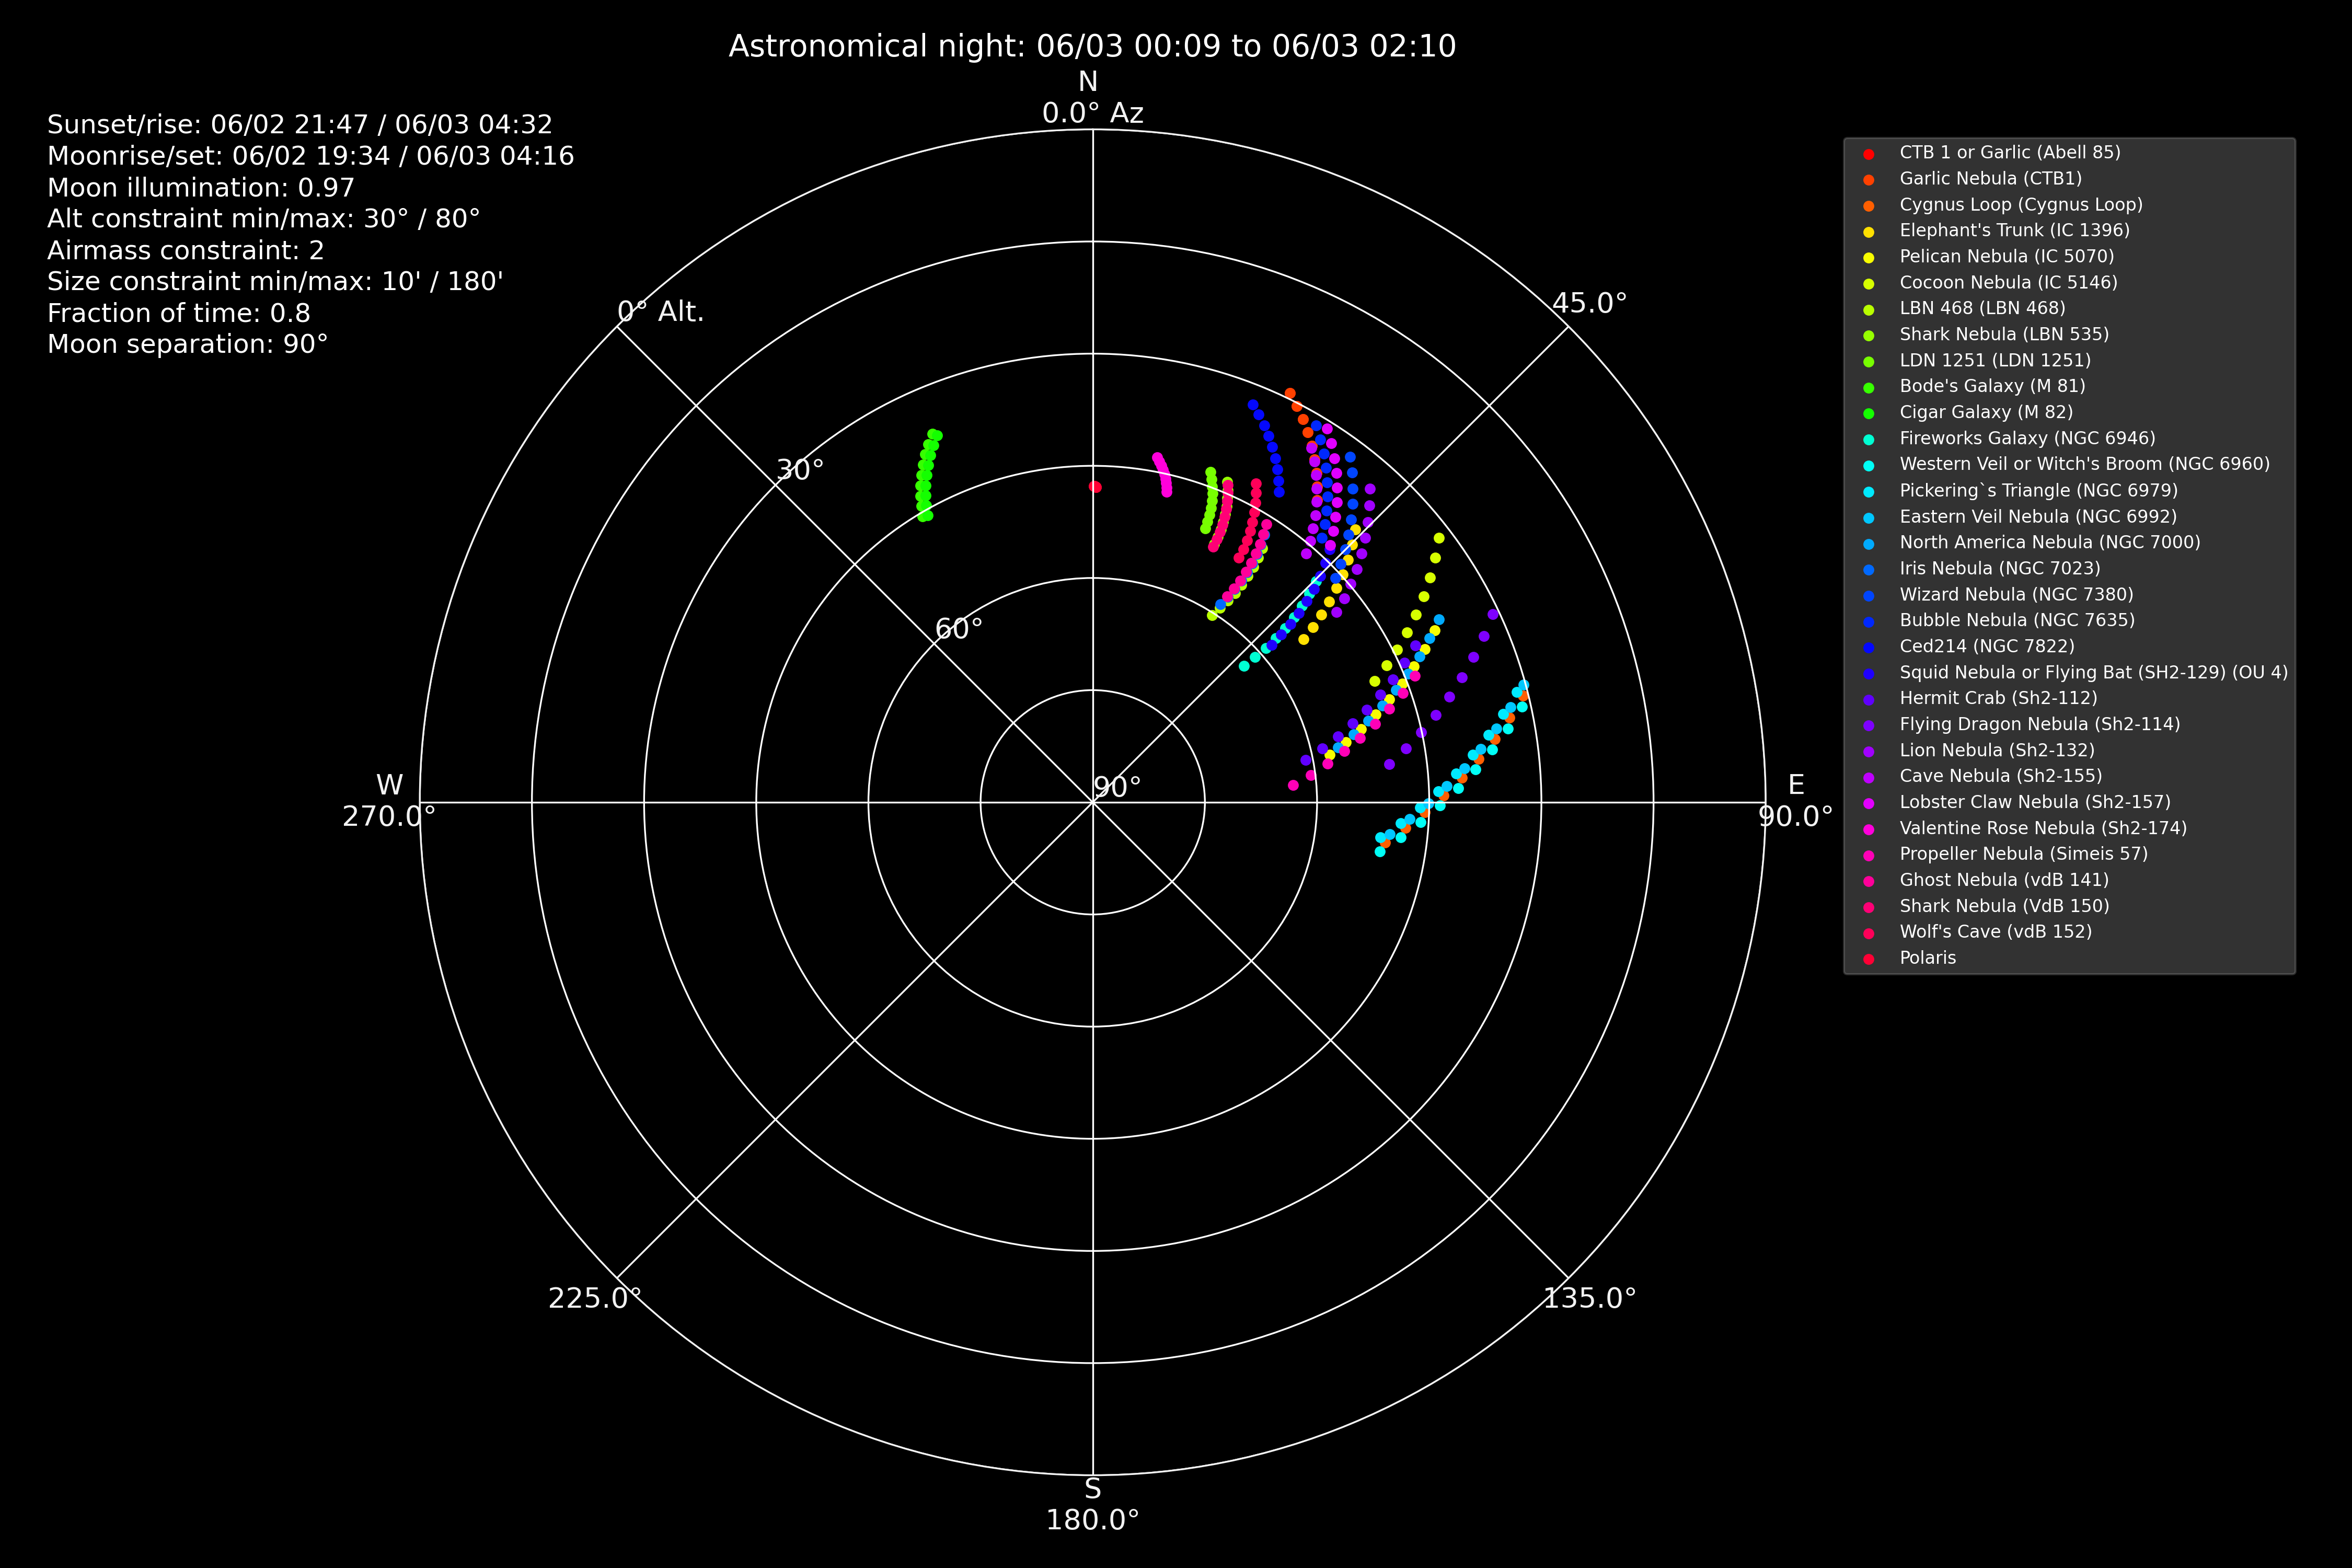 Astronomical night: 06/03 00:09 to 06/03 02:10
N
0.0° Az
Sunset/rise: 06/02 21:47 / 06/03 04:32
Moonrise/set: 06/02 19:34 / 06/03 04:16
Moon illumination: 0.97
Alt constraint min/max: 30° / 80°
Airmass constraint: 2
Size constraint min/max: 10' / 180'
Fraction of time: 0.8
Moon separation: 90°
0° Alt.
45.0°
30°
60°
90°
W
270.0°
E
90.0°
225.0°
135.0°
S
180.0°
CTB 1 or Garlic (Abell 85)
Garlic Nebula (CTB1)
Cygnus Loop (Cygnus Loop)
Elephant's Trunk (IC 1396)
Pelican Nebula (IC 5070)
Cocoon Nebula (IC 5146)
LBN 468 (LBN 468)
Shark Nebula (LBN 535)
LDN 1251 (LDN 1251)
Bode's Galaxy (M 81)
Cigar Galaxy (M 82)
Fireworks Galaxy (NGC 6946)
Western Veil or Witch's Broom (NGC 6960)
Pickering`s Triangle (NGC 6979)
Eastern Veil Nebula (NGC 6992)
North America Nebula (NGC 7000)
Iris Nebula (NGC 7023)
Wizard Nebula (NGC 7380)
Bubble Nebula (NGC 7635)
Ced214 (NGC 7822)
Squid Nebula or Flying Bat (SH2-129) (OU 4)
Hermit Crab (Sh2-112)
Flying Dragon Nebula (Sh2-114)
Lion Nebula (Sh2-132)
Cave Nebula (Sh2-155)
Lobster Claw Nebula (Sh2-157)
Valentine Rose Nebula (Sh2-174)
Propeller Nebula (Simeis 57)
Ghost Nebula (vdB 141)
Shark Nebula (VdB 150)
Wolf's Cave (vdB 152)
Polaris